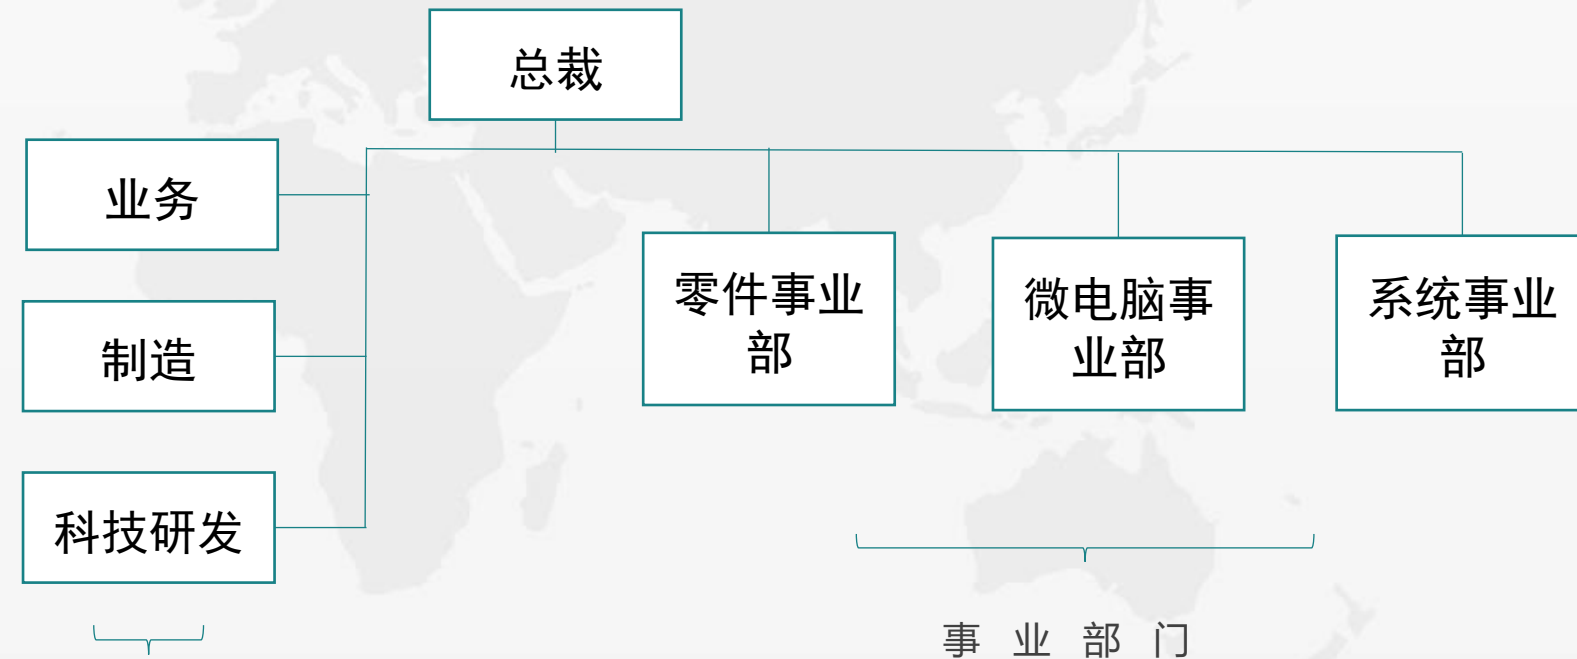 总裁
业务
制造
科技研发
零件事业
部
微电脑事
业部
系统事业
部
事 业 部 门